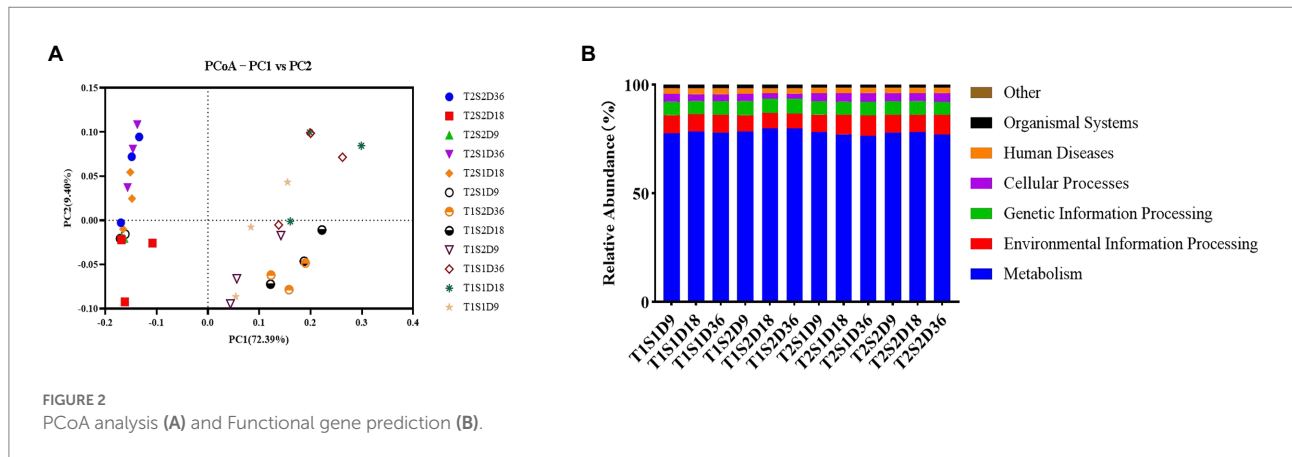 A
PCoA – PC1 vs PC2
0.15
0.10
0.05
0.00
-0.05
-0.10
-0.2
-0.1
0.0
0.1
0.2
0.3
0.4
PC2(9.40%)
PC1(72.39%)
T2S2D36
T2S2D18
T2S2D9
T2S1D36
T2S1D18
T2S1D9
T1S2D36
T1S2D18
T1S2D9
T1S1D36
T1S1D18
T1S1D9
B
Relative Abundance(%)
100
50
0
T1S1D9
T1S1D18
T1S1D36
T1S2D9
T1S2D18
T1S2D36
T2S1D9
T2S1D18
T2S1D36
T2S2D9
T2S2D18
T2S2D36
Other
Organismal Systems
Human Diseases
Cellular Processes
Genetic Information Processing
Environmental Information Processing
Metabolism
FIGURE 2
PCoA analysis (A) and Functional gene prediction (B).